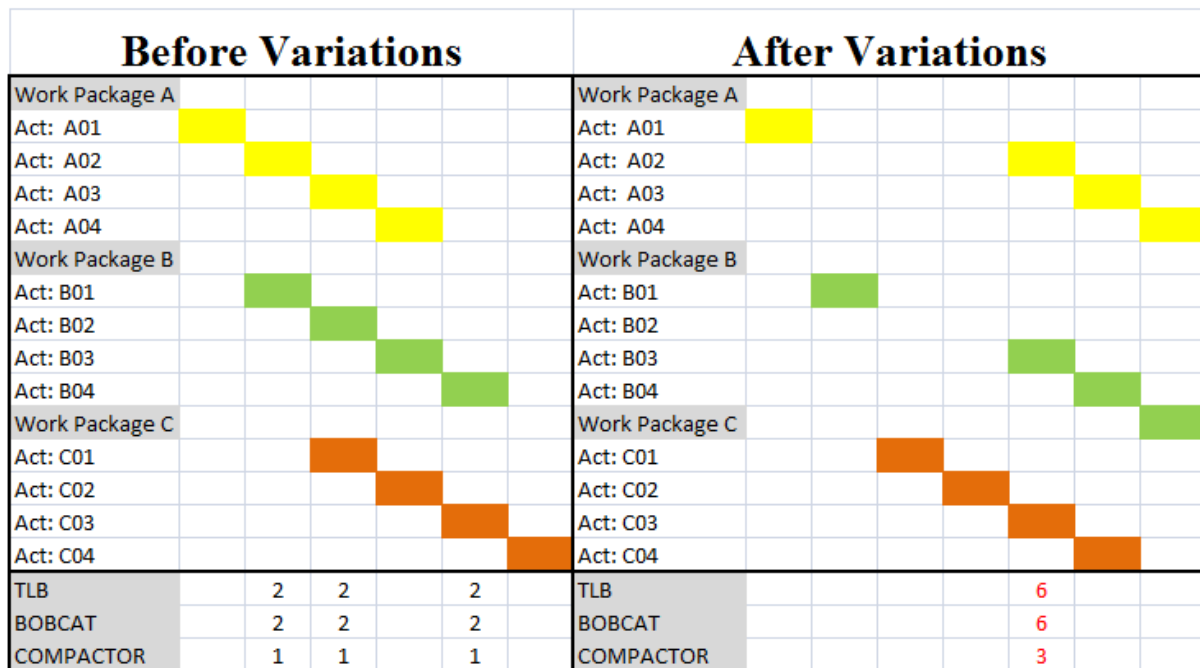 Before Variations After Variations
Work Package A Work Package A
Act: A01 Act: A01
Act: A02 Act: A02
Act: A03 Act: A03
Act: A04 Act: A04
Work Package B Work Package B
Act: B01 Act: B01
Act: B02 Act: B02
Act: B03 Act: B03
Act: B04 Act: B04
Work Package C Work Package C
Act: C01 Act: C01
Act: C02 Act: C02
Act: C03 Act: C03
Act: C04 Act: C04
TLB 2 2 2 TLB 6
BOBCAT 2 2 2 BOBCAT 6
COMPACTOR 1 1 1 COMPACTOR 3